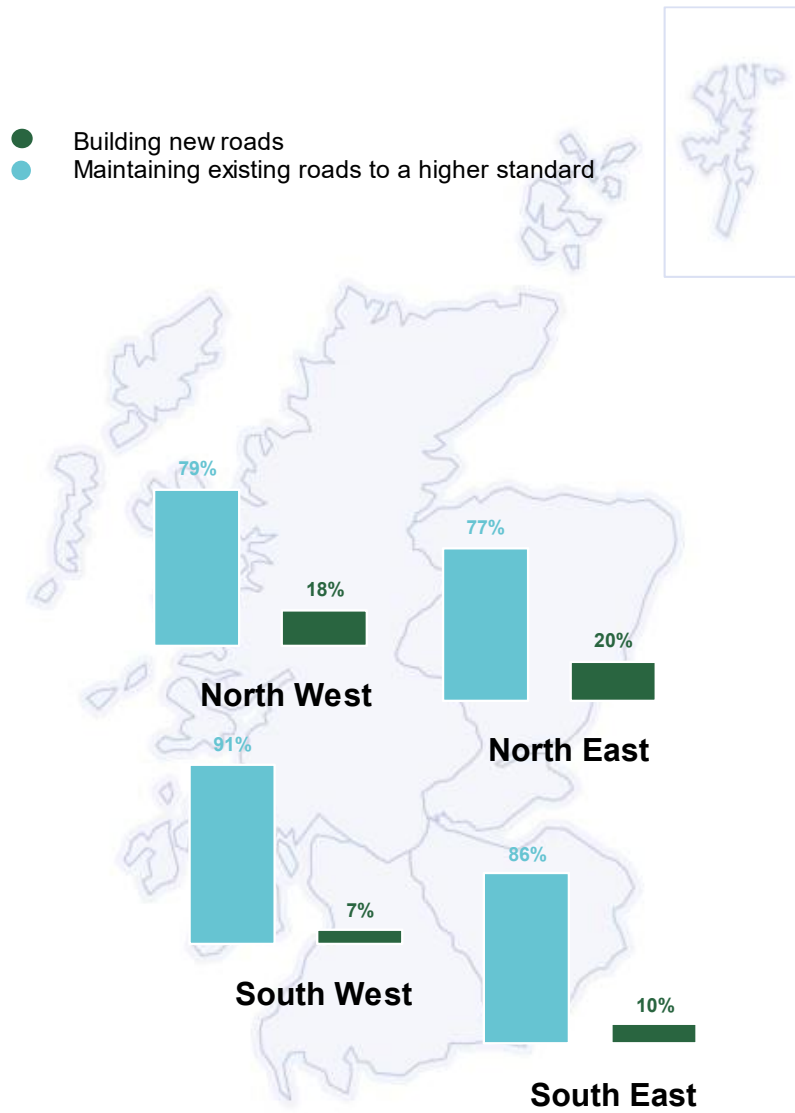 Building new roads
Maintaining existing roads to a higher standard
79%
18%
North West
77%
20%
North East
91%
7%
South West
86%
10%
South East